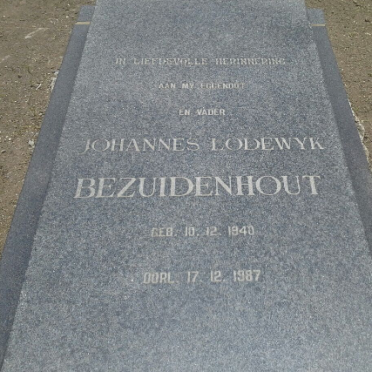 IN LIEFDEVOLLE HERINNERING
AAN MY EGGENOOT
EN VADER
JOHANNES LODEWYK
BEZUIDENHOUT
GEB. 10. 12. 1940
OORL. 17. 12. 1987